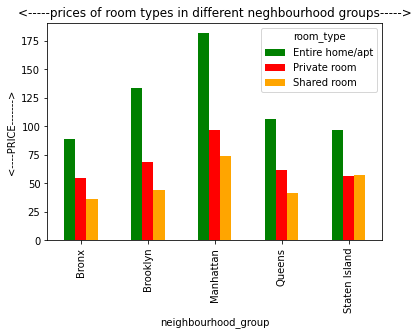 <-----prices of room types in different neghbourhood groups----->
<----PRICE------->
175
150
125
100
75
50
25
0
room_type
Entire home/apt
Private room
Shared room
Bronx
Brooklyn
Manhattan
Queens
Staten Island
neighbourhood_group